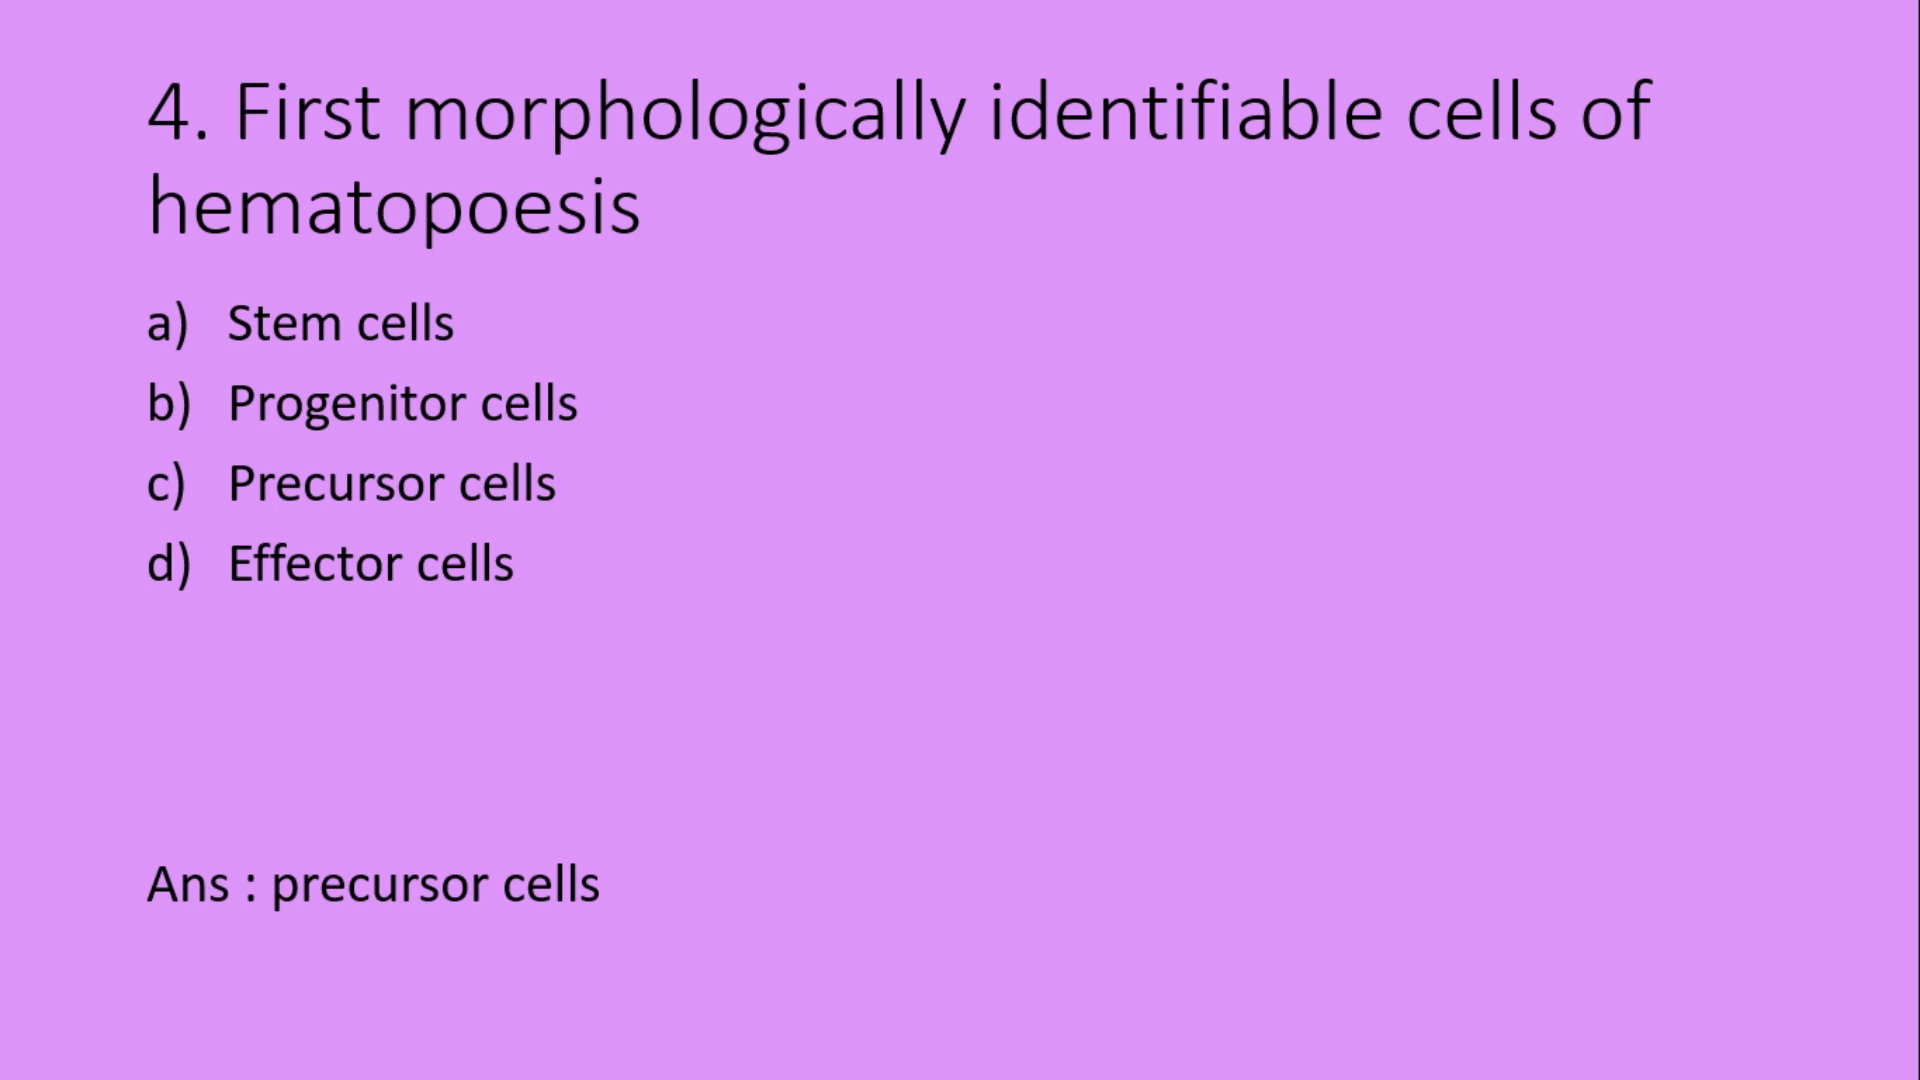 4. First morphologically identifiable cells of
hematopoesis
a) Stem cells
b) Progenitor cells
c) Precursor cells
d) Effector cells
Ans : precursor cells